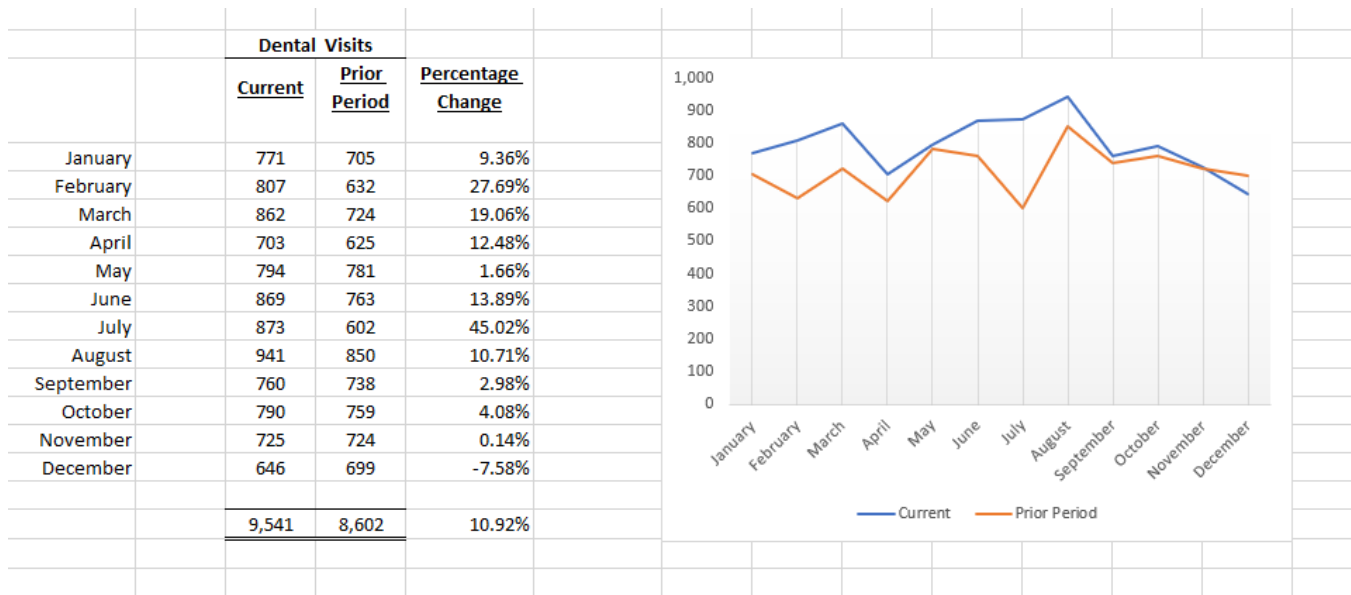 Dental Visits
Current Prior Period Percentage Change
January 771 705 9.36%
February 807 632 27.69%
March 862 724 19.06%
April 703 625 12.48%
May 794 781 1.66%
June 869 763 13.89%
July 873 602 45.02%
August 941 850 10.71%
September 760 738 2.98%
October 790 759 4.08%
November 725 724 0.14%
December 646 699 -7.58%
9,541 8,602 10.92%
1,000
900
800
700
600
500
400
300
200
100
0
January February March April May June July August September October November December
Current Prior Period